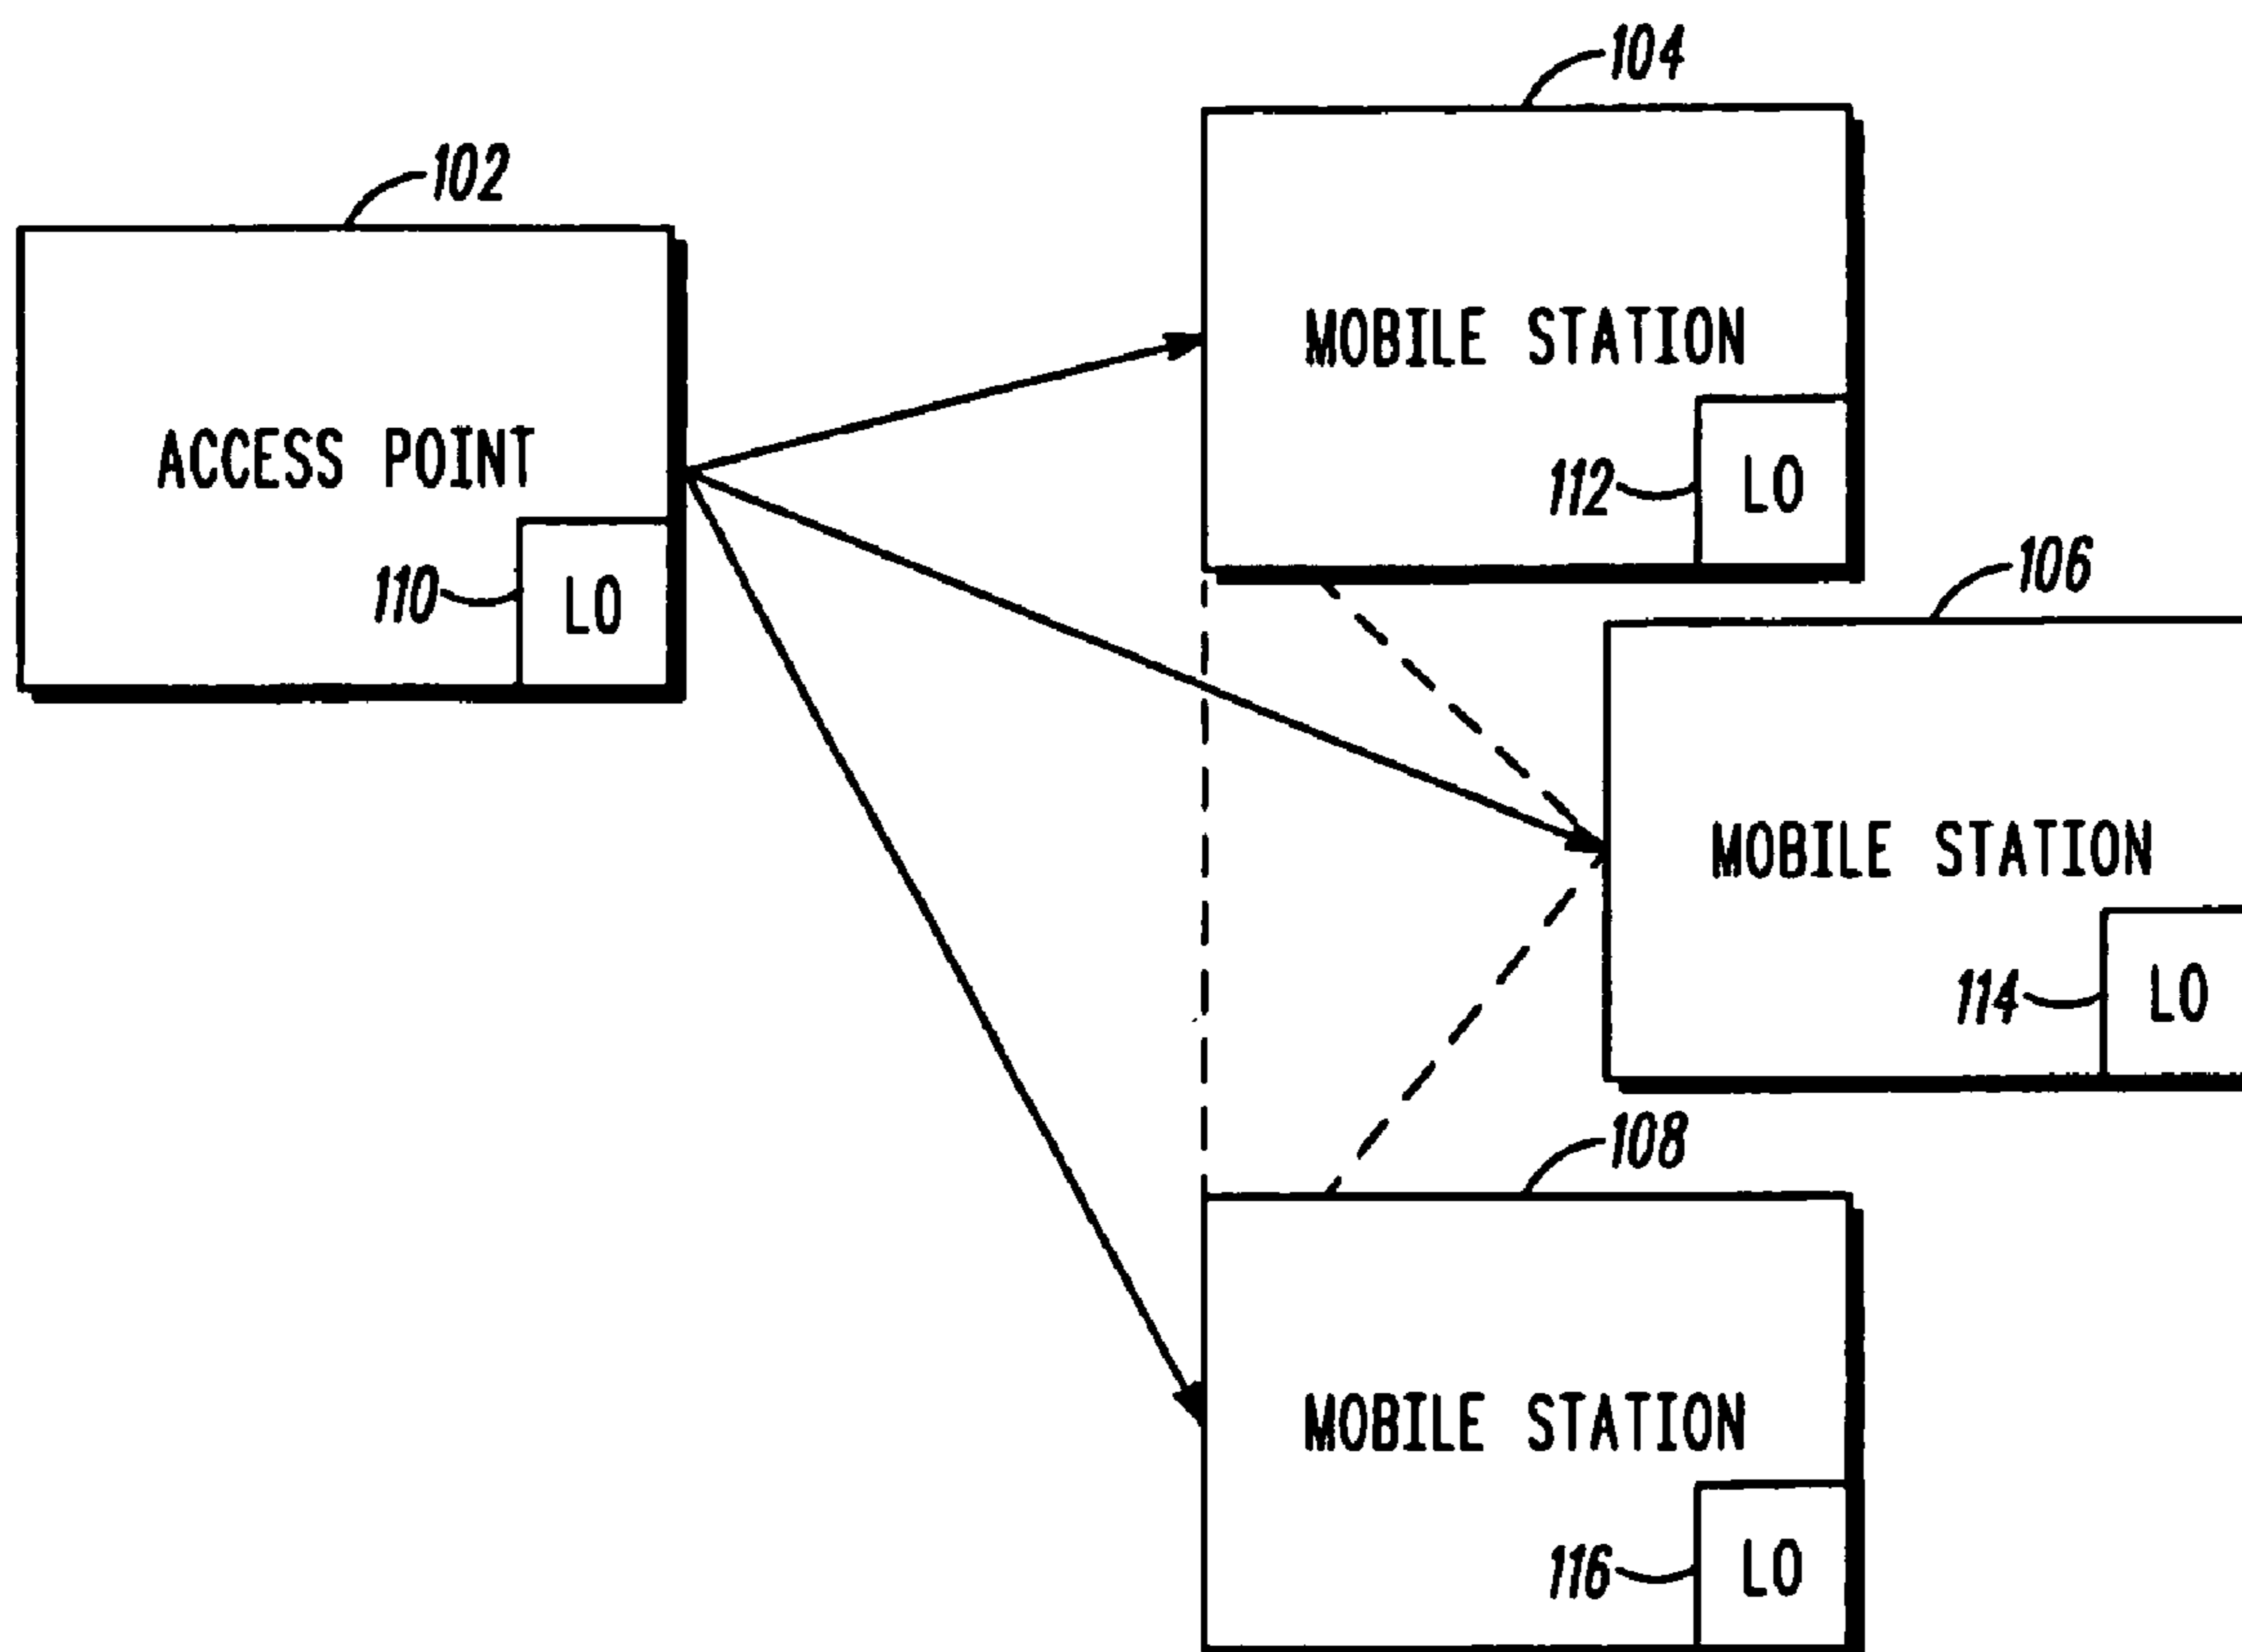 104
102
MOBILE STATION
ACCESS POINT
112
LO
110
LO
106
MOBILE STATION
114
LO
108
MOBILE STATION
116
LO